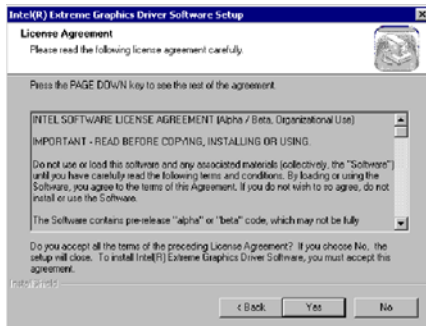 Intel(R) Extreme Graphics Driver Software Setup
License Agreement
Please read the following license agreement carefully.
Press the PAGE DOWN key to see the rest of the agreement.
INTEL SOFTWARE LICENSE AGREEMENT (Alpha / Beta, Organizational Use)
IMPORTANT - READ BEFORE COPYING, INSTALLING OR USING.
Do not use or load this software and any associated materials (collectively, the "Software")
until you have carefully read the following terms and conditions. By loading or using the
Software, you agree to the terms of this Agreement. If you do not wish to so agree, do not
install or use the Software.
The Software contains pre-release "alpha" or "beta" code, which may not be fully
Do you accept all the terms of the preceding License Agreement? If you choose No, the
setup will close. To install Intel(R) Extreme Graphics Driver Software, you must accept this
agreement.
InstallShield
< Back
Yes
No